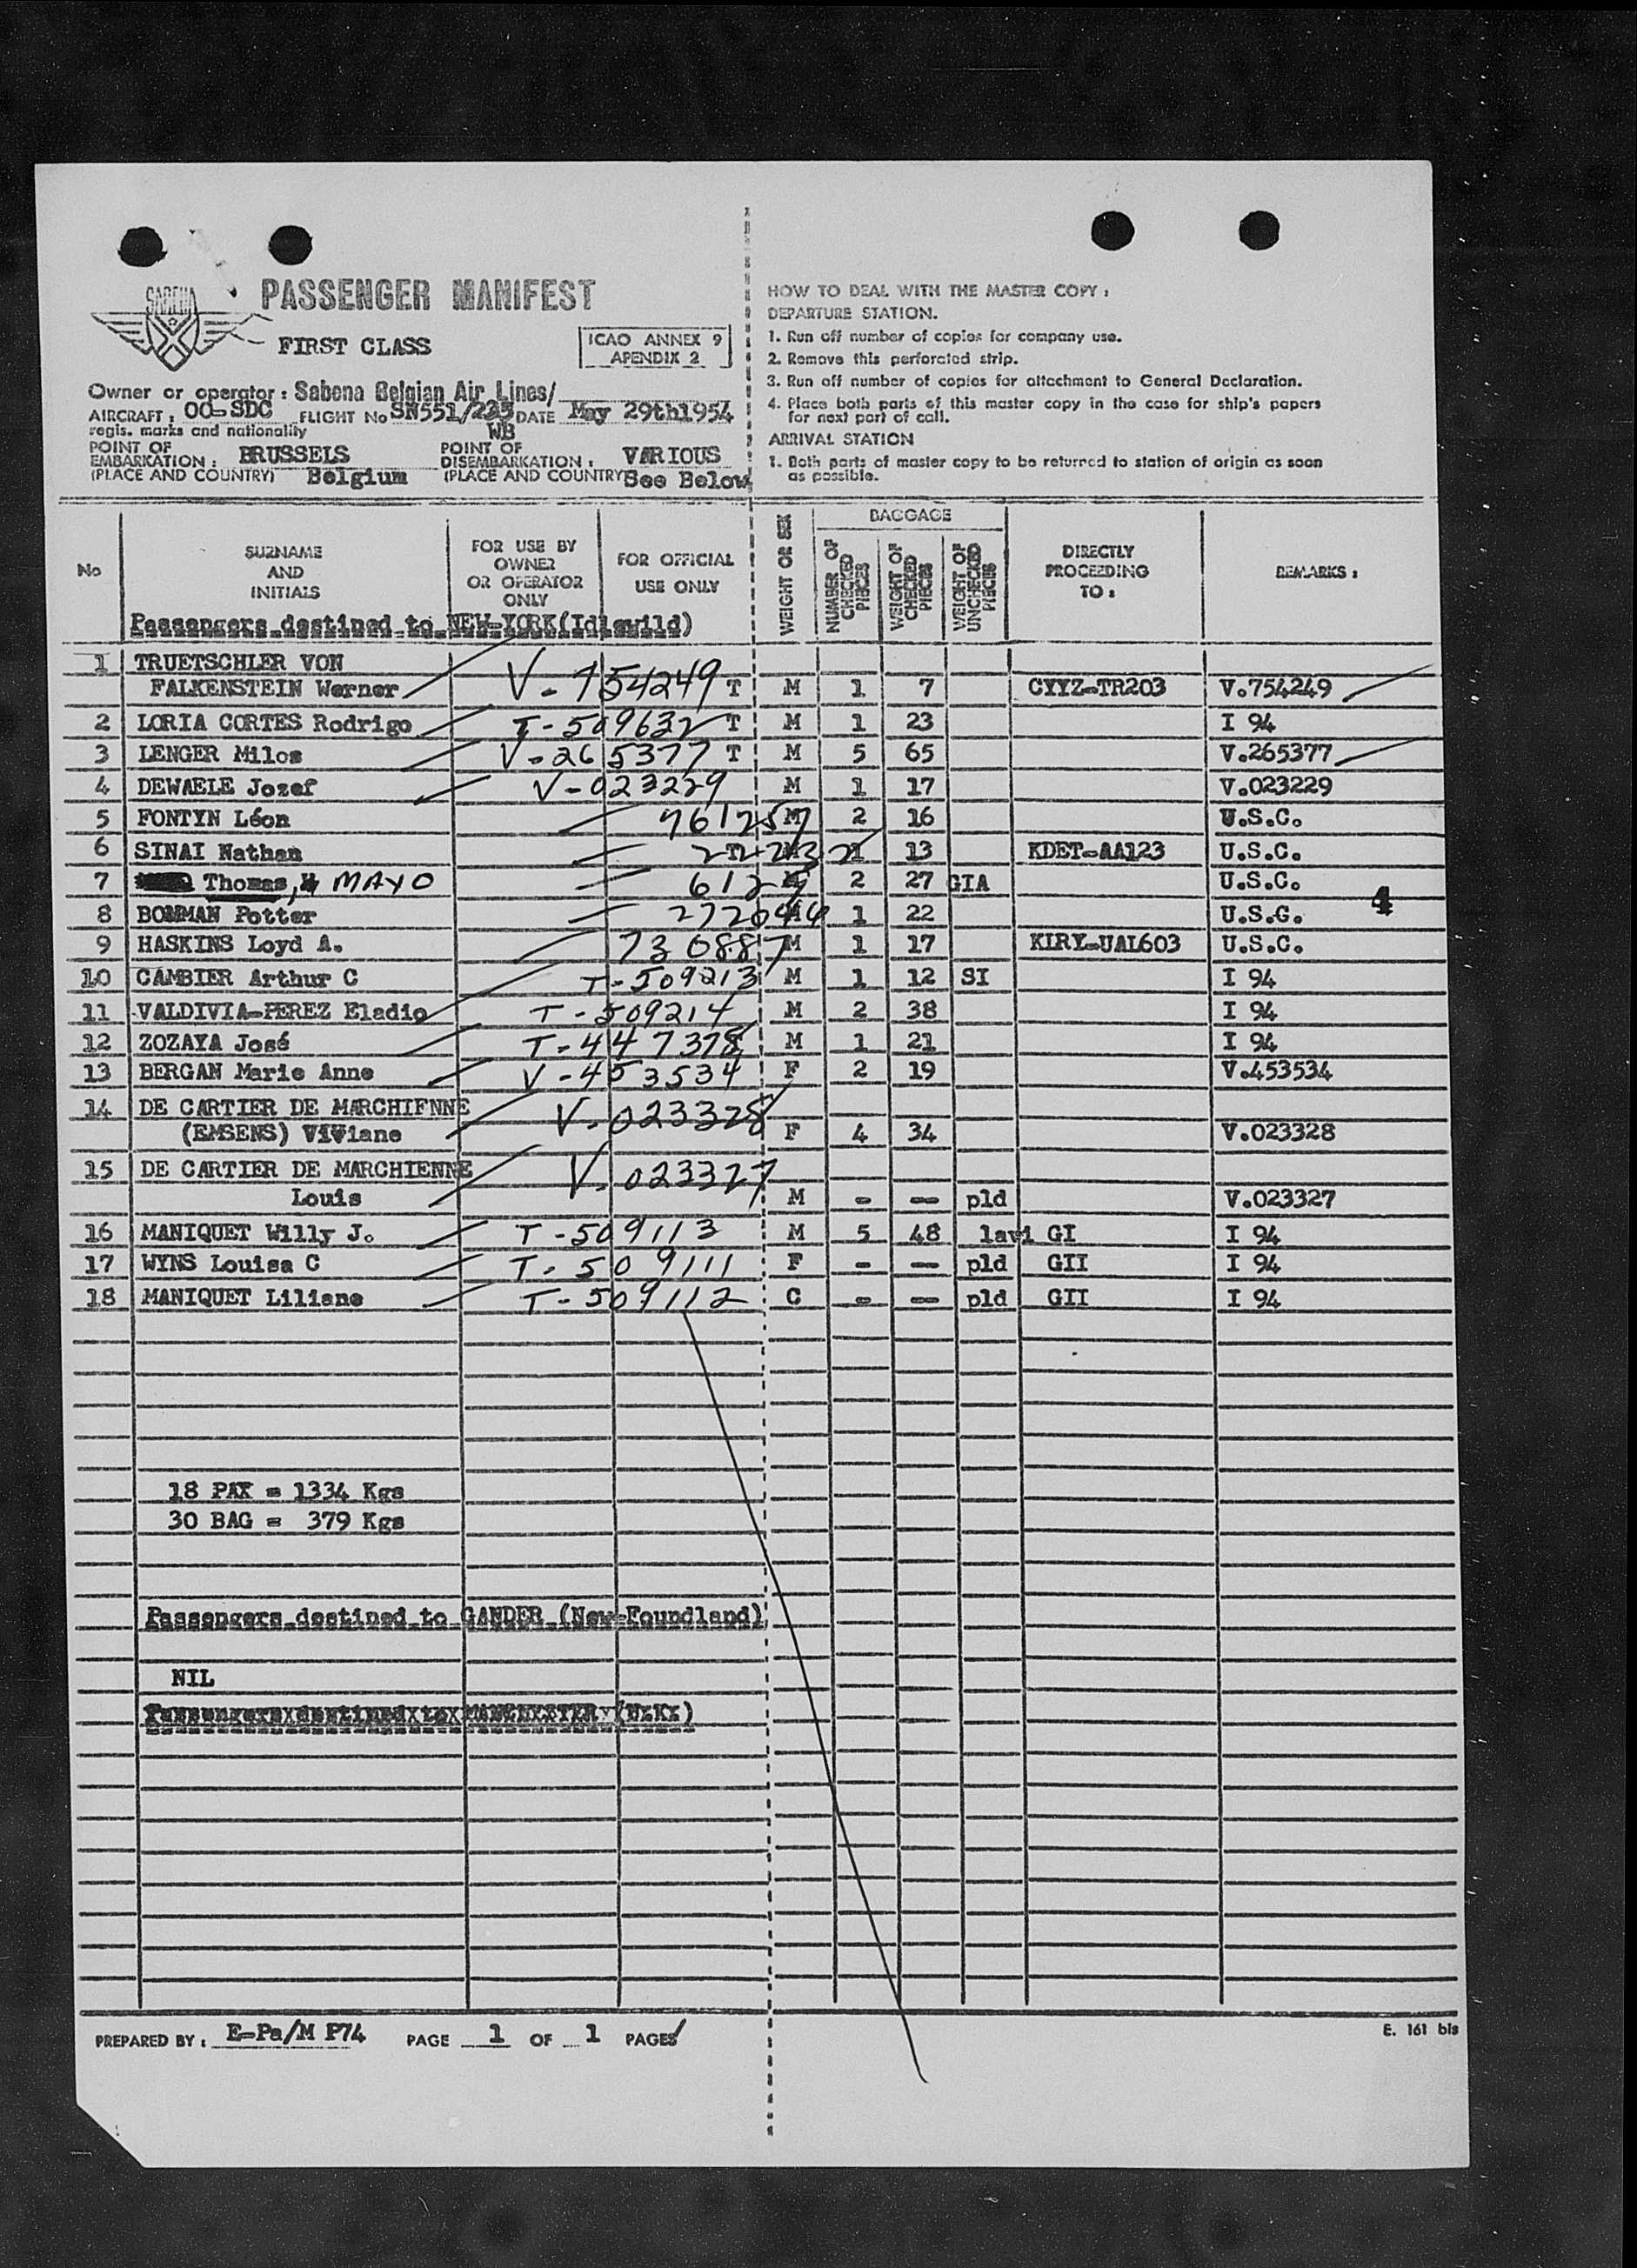 SABENA
PASSENGER MANIFEST
FIRST CLASS
ICAO ANNEX 9
APENDIX 2
Owner or operator : Sabena Belgian Air Lines/
AIRCRAFT : OO-SDC FLIGHT No SN551/225 DATE May 29th1954
regis. marks and nationality WB
POINT OF EMBARKATION : BRUSSELS POINT OF DISEMBARKATION : VARIOUS
(PLACE AND COUNTRY) Belgium (PLACE AND COUNTRY) See Below
HOW TO DEAL WITH THE MASTER COPY :
DEPARTURE STATION.
1. Run off number of copies for company use.
2. Remove this perforated strip.
3. Run off number of copies for attachment to General Declaration.
4. Place both parts of this master copy in the case for ship's papers
for next port of call.
ARRIVAL STATION
1. Both parts of master copy to be returned to station of origin as soon
as possible.
No SURNAME AND INITIALS FOR USE BY OWNER OR OPERATOR ONLY FOR OFFICIAL USE ONLY WEIGHT OR SEX BAGGAGE NUMBER OF CHECKED PIECES WEIGHT OF CHECKED PIECES WEIGHT OF UNCHECKED PIECES DIRECTLY PROCEEDING TO : REMARKS :
Passengers destined to NEW-YORK(Idlewild)
1 TRUETSCHLER VON
FALKENSTEIN Werner V-754249 T M 1 7 CYYZ-TR203 V.754249
2 LORIA CORTES Rodrigo T-509632 T M 1 23 I 94
3 LENGER Milos V-265377 T M 5 65 V.265377
4 DEWAELE Jozef V-023229 M 1 17 V.023229
5 FONTYN Léon M 2 16 U.S.C.
6 SINAI Nathan 13 KDET-AA123 U.S.C.
7 Thomas, MAYO 2 27 GIA U.S.C.
4
8 BOWMAN Potter 1 22 U.S.C.
9 HASKINS Loyd A. 730887 M 1 17 KIRY-UAL603 U.S.C.
10 CAMBIER Arthur C T-509213 M 1 12 SI I 94
11 VALDIVIA-PEREZ Eladio T-509214 M 2 38 I 94
12 ZOZAYA José T-447378 M 1 21 I 94
13 BERGAN Marie Anne V-453534 F 2 19 V.453534
14 DE CARTIER DE MARCHIENNE
(EMSENS) Viviane V-023328 F 4 34 V.023328
15 DE CARTIER DE MARCHIENNE
Louis V-023327 M - -- pld V.023327
16 MANIQUET Willy J. T-509113 M 5 48 lavi GI I 94
17 WYNS Louisa C T-509111 F - -- pld GII I 94
18 MANIQUET Liliane T-509112 C - -- pld GII I 94
18 PAX = 1334 Kgs
30 BAG = 379 Kgs
Passengers destined to GANDER (New-Foundland)
NIL
Passengers destined to MANCHESTER (U.K.)
PREPARED BY : E-Pa/M P74 PAGE 1 OF 1 PAGES
E. 161 bis